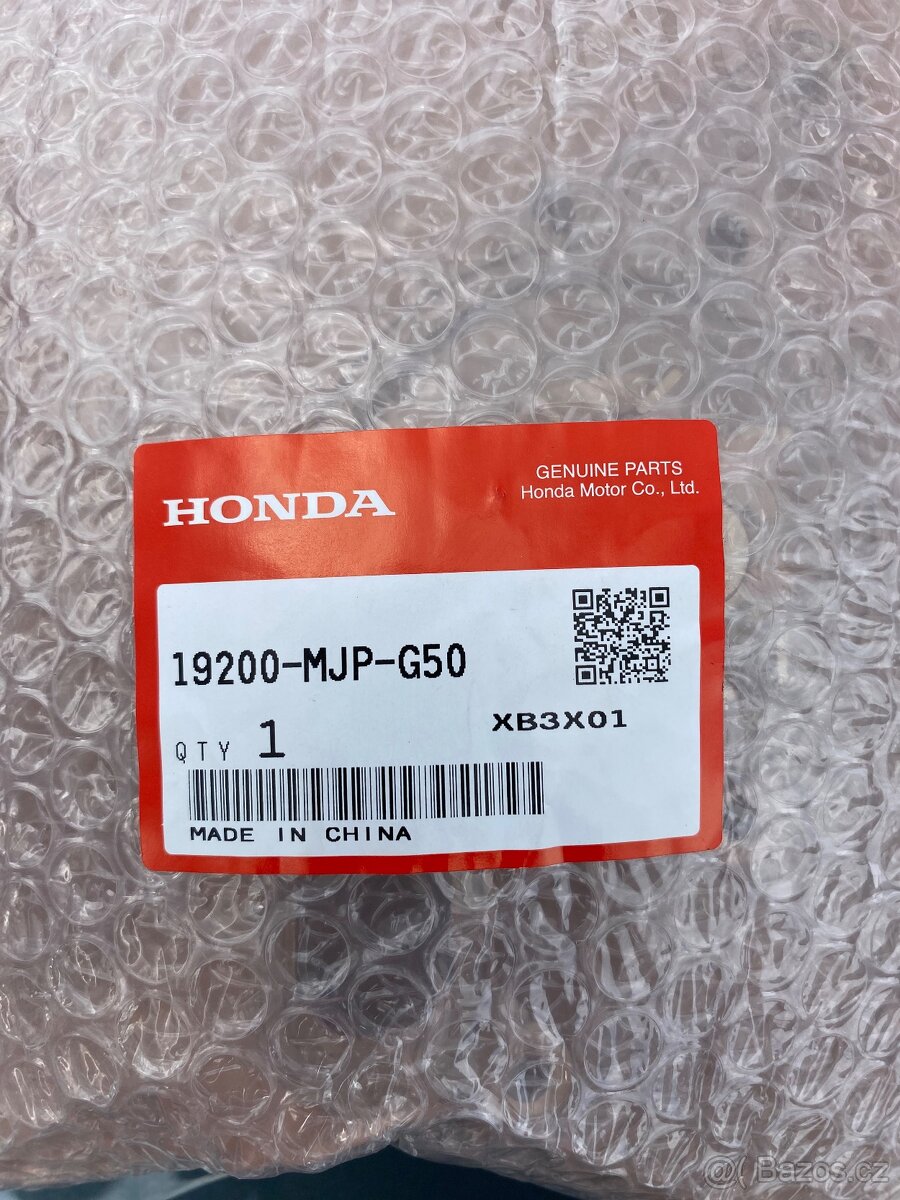 HONDA
GENUINE PARTS
Honda Motor Co., Ltd.
19200-MJP-G50
XB3X01
QTY 1
MADE IN CHINA
@( Bazos.cz